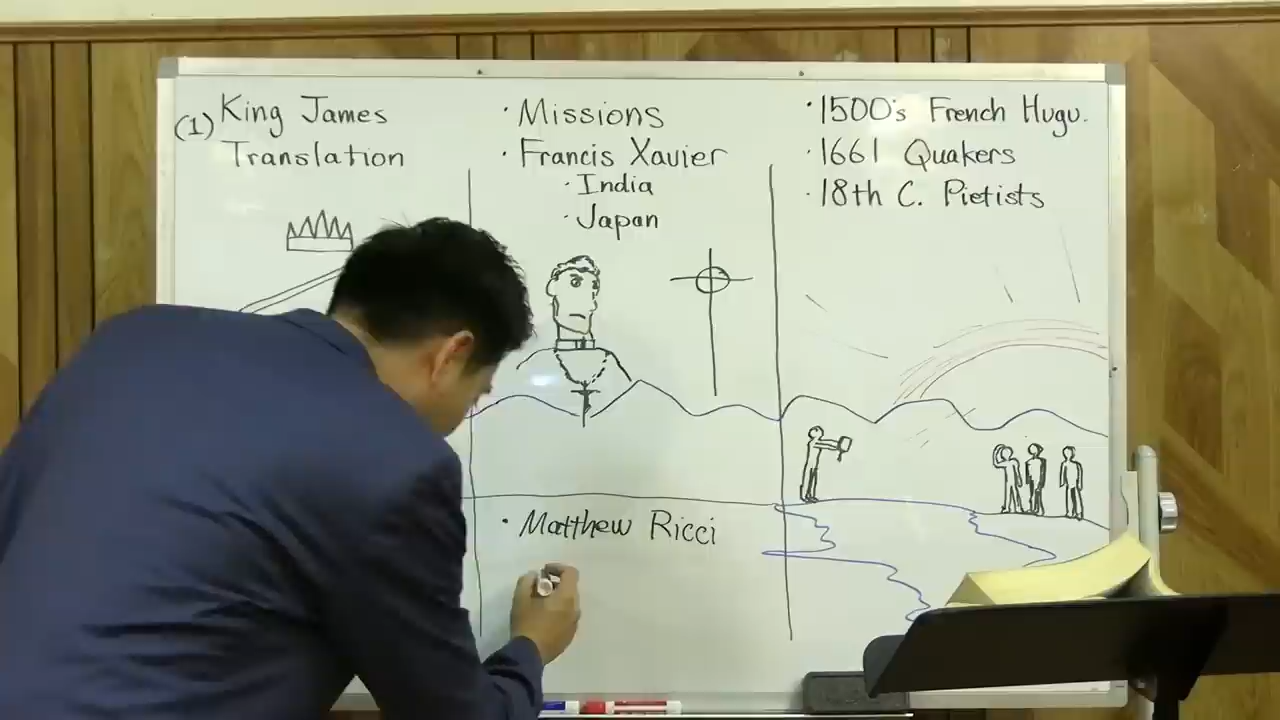 (1) King James
Translation
· Missions
· Francis Xavier
· India
· Japan
· Matthew Ricci
· 1500's French Hugu.
· 1661 Quakers
· 18th C. Pietists